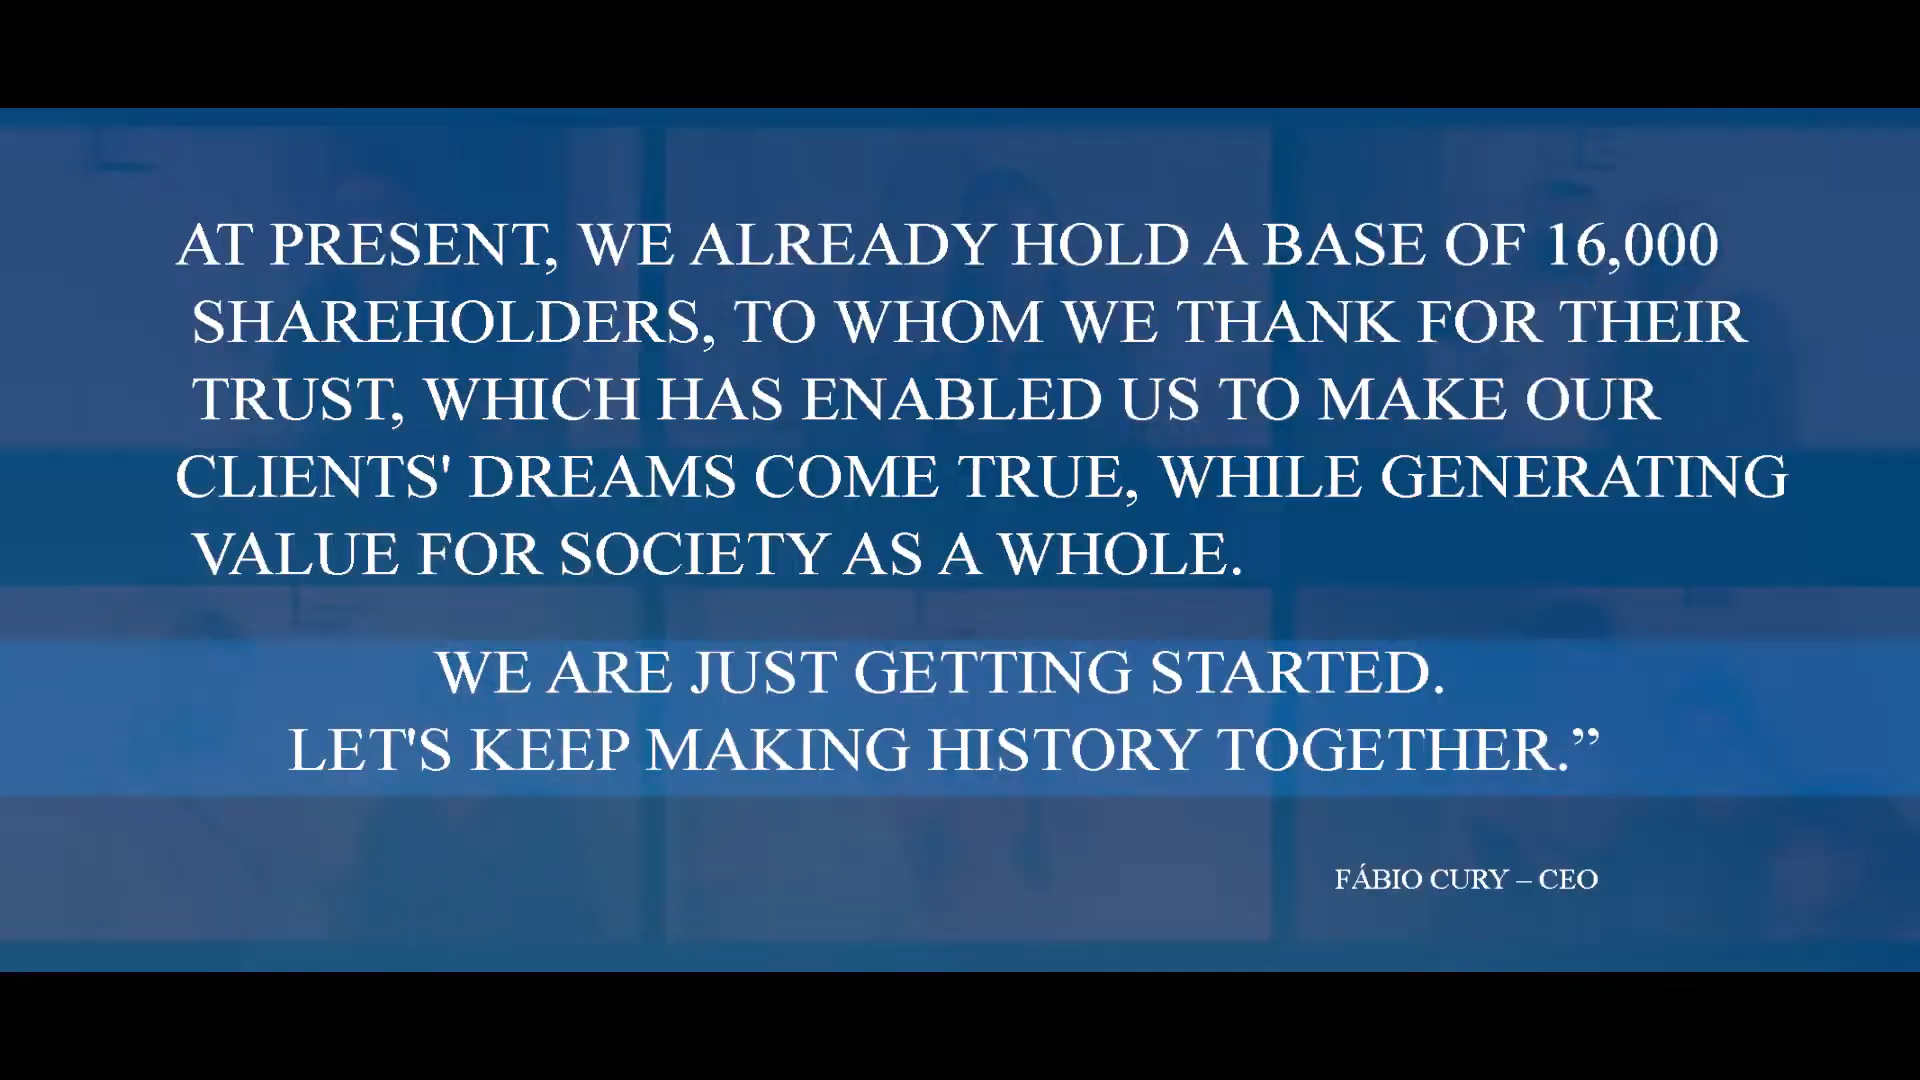 AT PRESENT, WE ALREADY HOLD A BASE OF 16,000
SHAREHOLDERS, TO WHOM WE THANK FOR THEIR
TRUST, WHICH HAS ENABLED US TO MAKE OUR
CLIENTS' DREAMS COME TRUE, WHILE GENERATING
VALUE FOR SOCIETY AS A WHOLE.
WE ARE JUST GETTING STARTED.
LET'S KEEP MAKING HISTORY TOGETHER.”
FÁBIO CURY – CEO